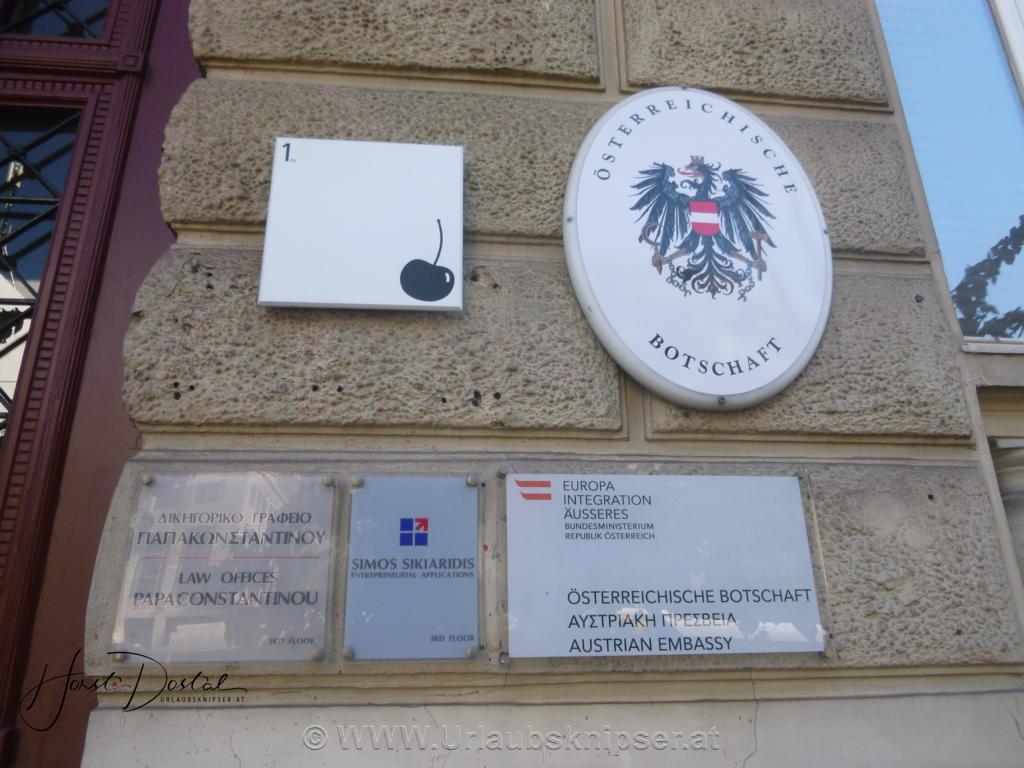 1
ÖSTERREICHISCHE
BOTSCHAFT
ΔΙΚΗΓΟΡΙΚΟ ΓΡΑΦΕΙΟ
ΠΑΠΑΚΩΝΣΤΑΝΤΙΝΟΥ
LAW OFFICES
PAPACONSTANTINOU
3RD FLOOR
SIMOS SIKIARIDIS
ENTREPRENEURIAL APPLICATIONS
3RD FLOOR
EUROPA
INTEGRATION
ÄUSSERES
BUNDESMINISTERIUM
REPUBLIK ÖSTERREICH
ÖSTERREICHISCHE BOTSCHAFT
ΑΥΣΤΡΙΑΚΗ ΠΡΕΣΒΕΙΑ
AUSTRIAN EMBASSY
Horst Dostal
URLAUBSKNIPSER.AT
© www.Urlaubsknipser.at